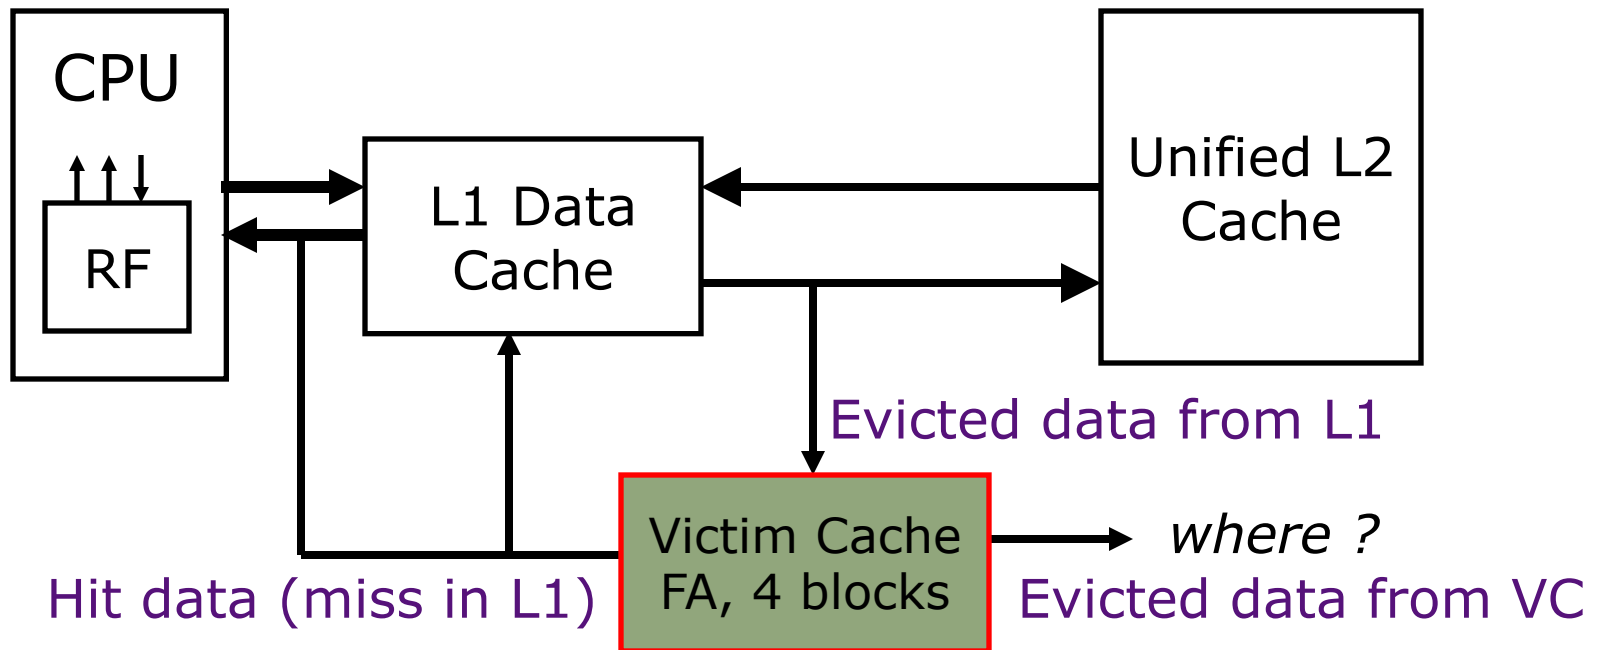 CPU
RF
L1 Data
Cache
Unified L2
Cache
Evicted data from L1
Victim Cache
FA, 4 blocks
where ?
Hit data (miss in L1)
Evicted data from VC